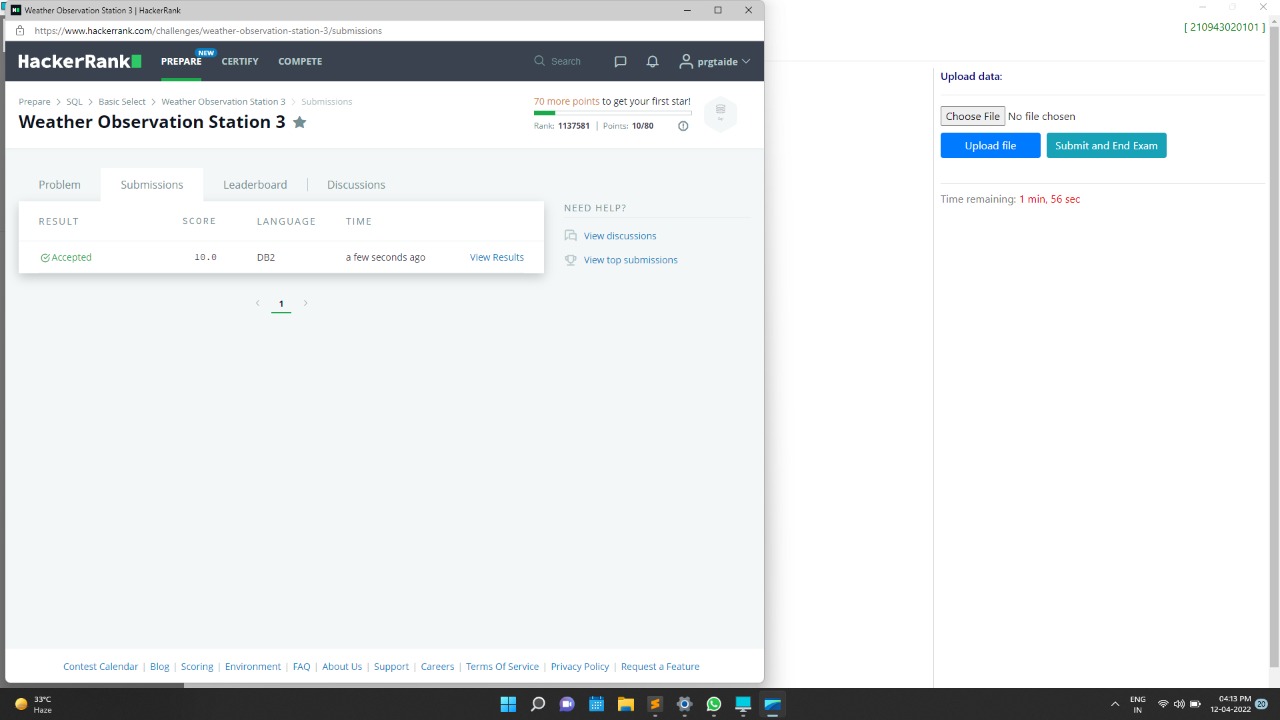 Weather Observation Station 3 | HackerRank
https://www.hackerrank.com/challenges/weather-observation-station-3/submissions
HackerRank
PREPARE NEW CERTIFY COMPETE Search prgtaide
Prepare > SQL > Basic Select > Weather Observation Station 3 > Submissions
Weather Observation Station 3
70 more points to get your first star!
Rank: 1137581 | Points: 10/80
Problem Submissions Leaderboard Discussions
RESULT SCORE LANGUAGE TIME
Accepted 10.0 DB2 a few seconds ago View Results
1
NEED HELP?
View discussions
View top submissions
Contest Calendar | Blog | Scoring | Environment | FAQ | About Us | Support | Careers | Terms Of Service | Privacy Policy | Request a Feature
[ 210943020101 ]
Upload data:
Choose File No file chosen
Upload file Submit and End Exam
Time remaining: 1 min, 56 sec
33°C
Haze
ENG
IN
04:13 PM
12-04-2022
20